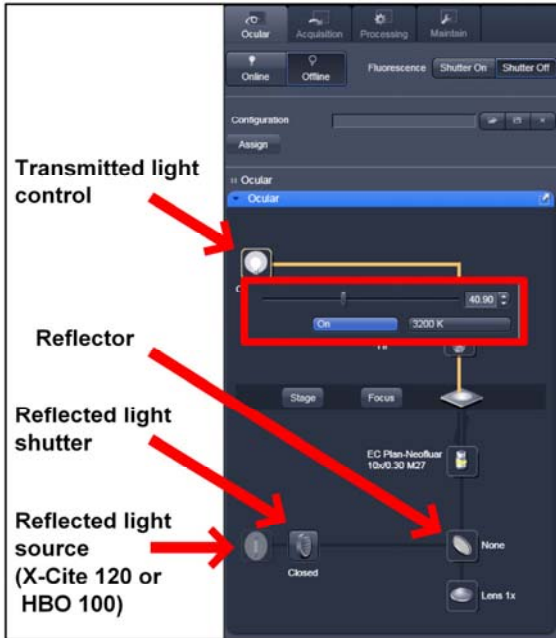 Ocular
Acquisition
Processing
Maintain
Online
Offline
Fluorescence
Shutter On
Shutter Off
Configuration
Assign
Ocular
Ocular
Transmitted light
control
40.90
On
3200 K
Reflector
Stage
Focus
Reflected light
shutter
EC Plan-Neofluar
10x/0.30 M27
Reflected light
source
(X-Cite 120 or
HBO 100)
Closed
None
Lens 1x